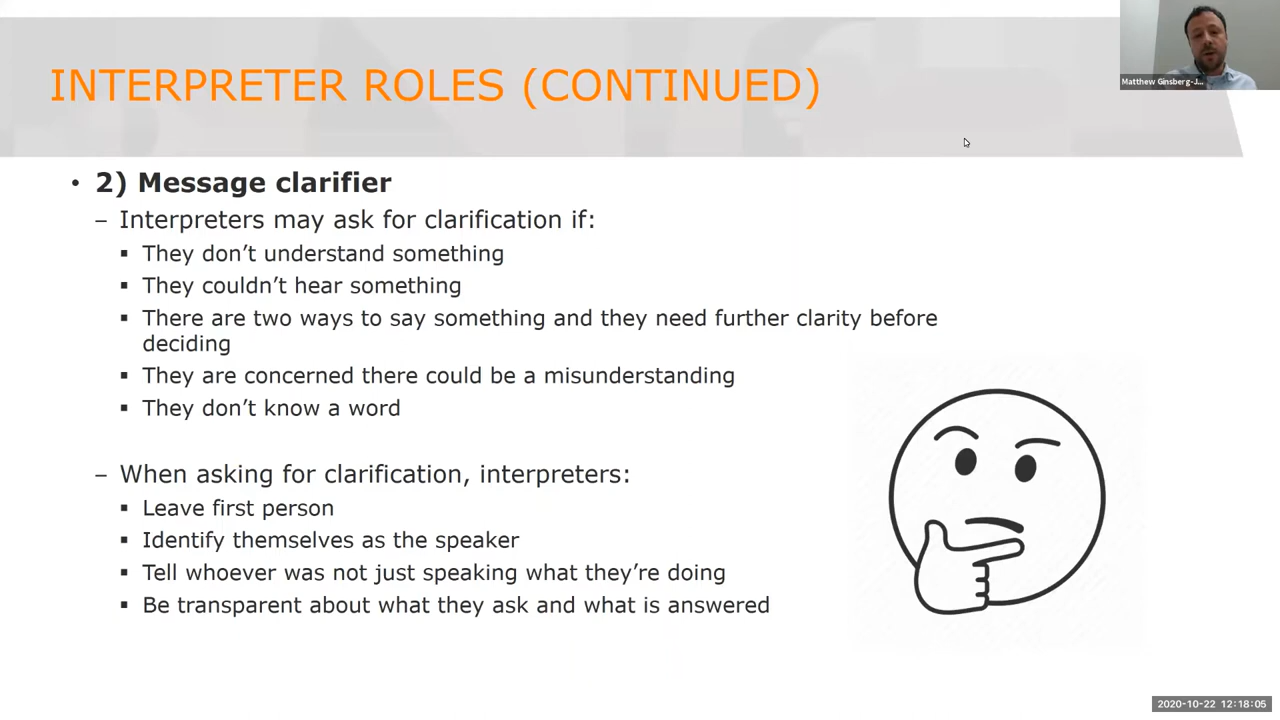 INTERPRETER ROLES (CONTINUED)
Matthew Ginsberg-J...
• 2) Message clarifier
– Interpreters may ask for clarification if:
▪ They don’t understand something
▪ They couldn’t hear something
▪ There are two ways to say something and they need further clarity before
deciding
▪ They are concerned there could be a misunderstanding
▪ They don’t know a word
– When asking for clarification, interpreters:
▪ Leave first person
▪ Identify themselves as the speaker
▪ Tell whoever was not just speaking what they’re doing
▪ Be transparent about what they ask and what is answered
2020-10-22 12:18:05